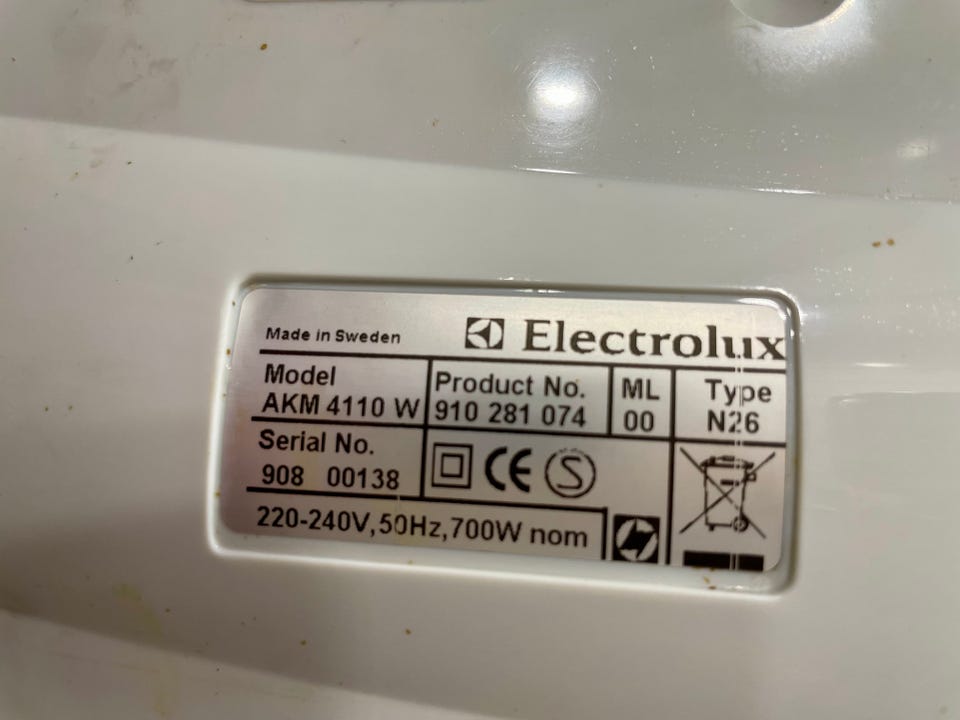 Made in Sweden Electrolux
Model
AKM 4110 W
Product No.
910 281 074
ML
00
Type
N26
Serial No.
908 00138
CE S
220-240V,50Hz,700W nom